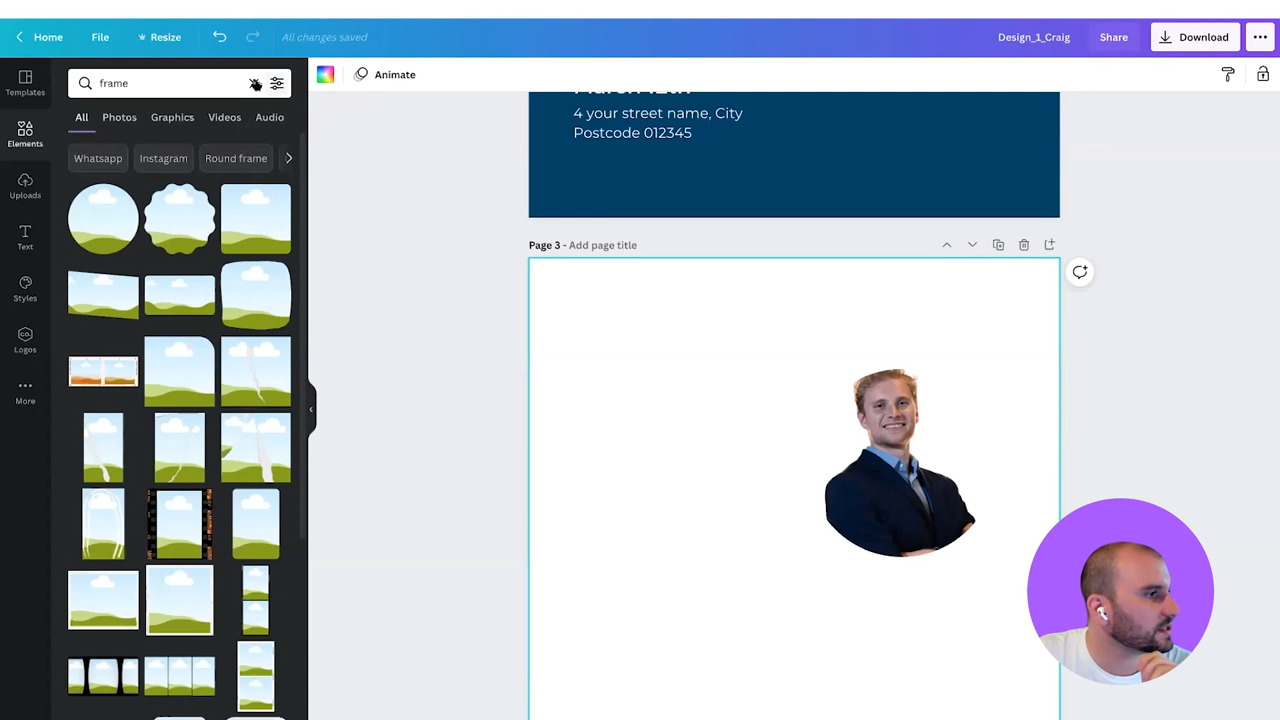 Home
File
Resize
All changes saved
Design_1_Craig
Share
Download
Templates
frame
Animate
All
Photos
Graphics
Videos
Audio
Elements
Whatsapp
Instagram
Round frame
Uploads
Text
Styles
CO.
Logos
More
4 your street name, City
Postcode 012345
Page 3 - Add page title